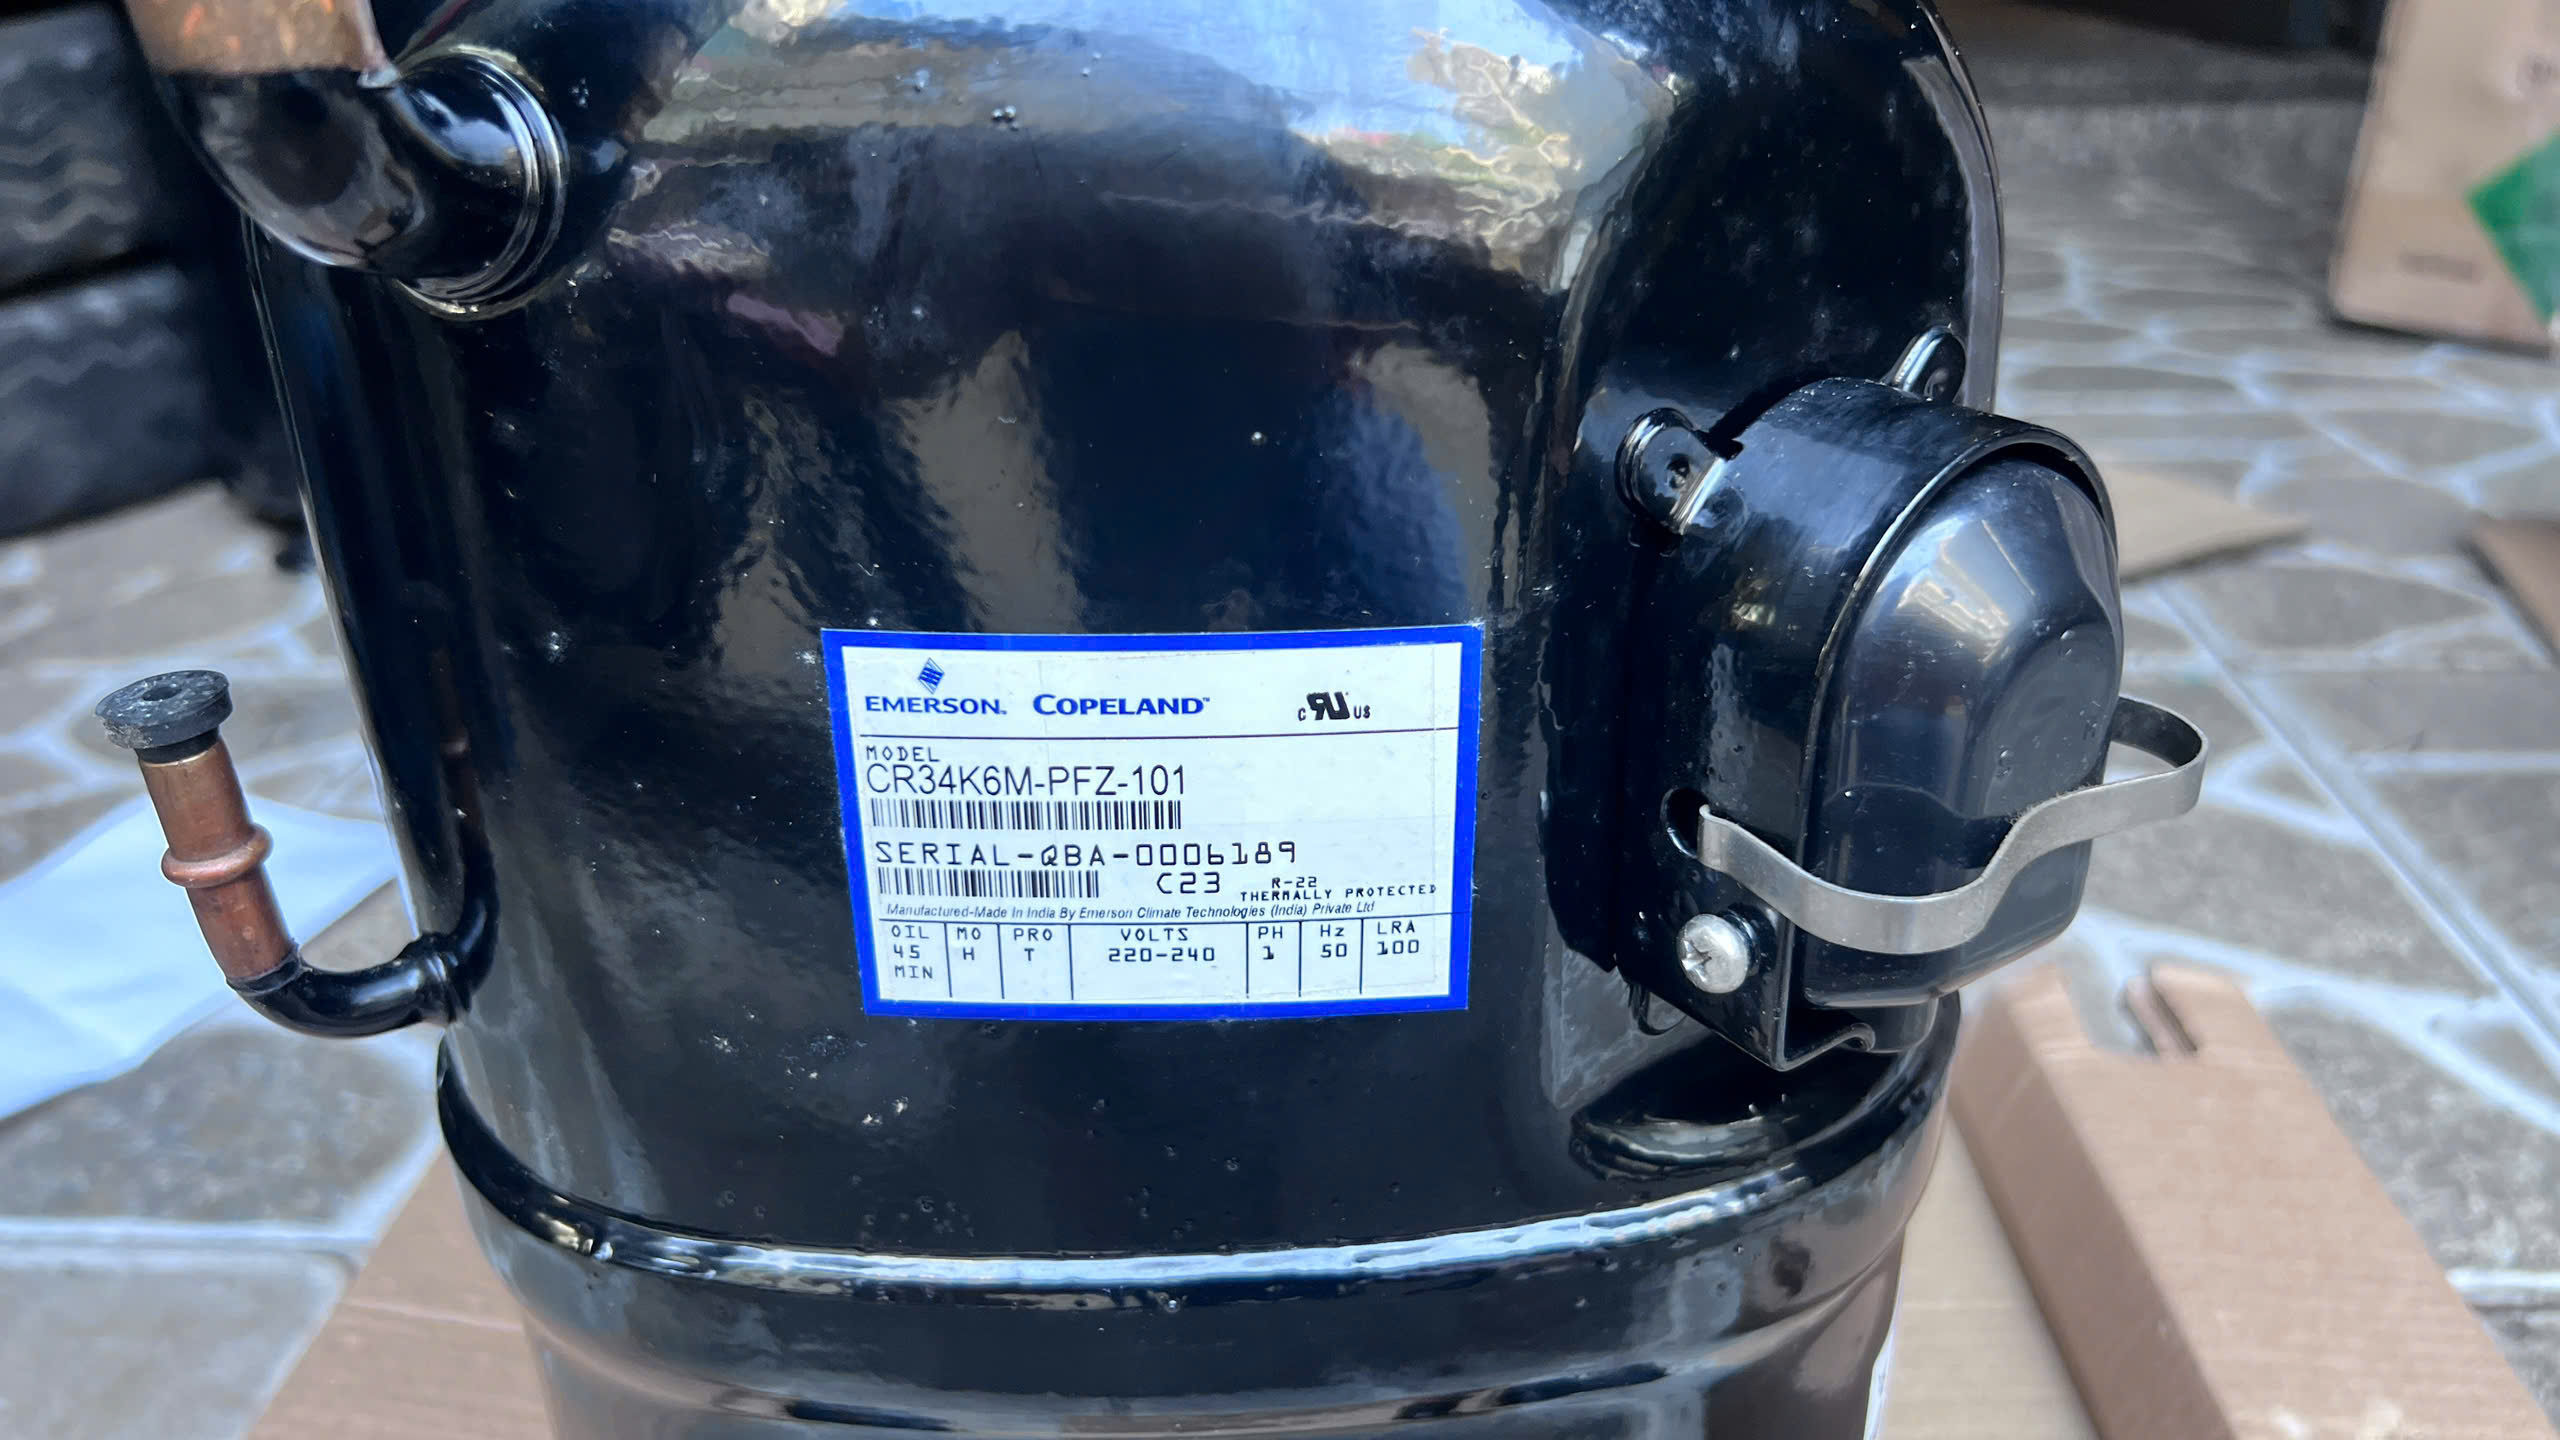 EMERSON. COPELAND™ c RU US
MODEL
CR34K6M-PFZ-101
SERIAL-QBA-0006189
C23 R-22
THERMALLY PROTECTED
Manufactured-Made In India By Emerson Climate Technologies (India) Private Ltd
OIL MO PRO VOLTS PH Hz LRA
45 H T 220-240 1 50 100
MIN